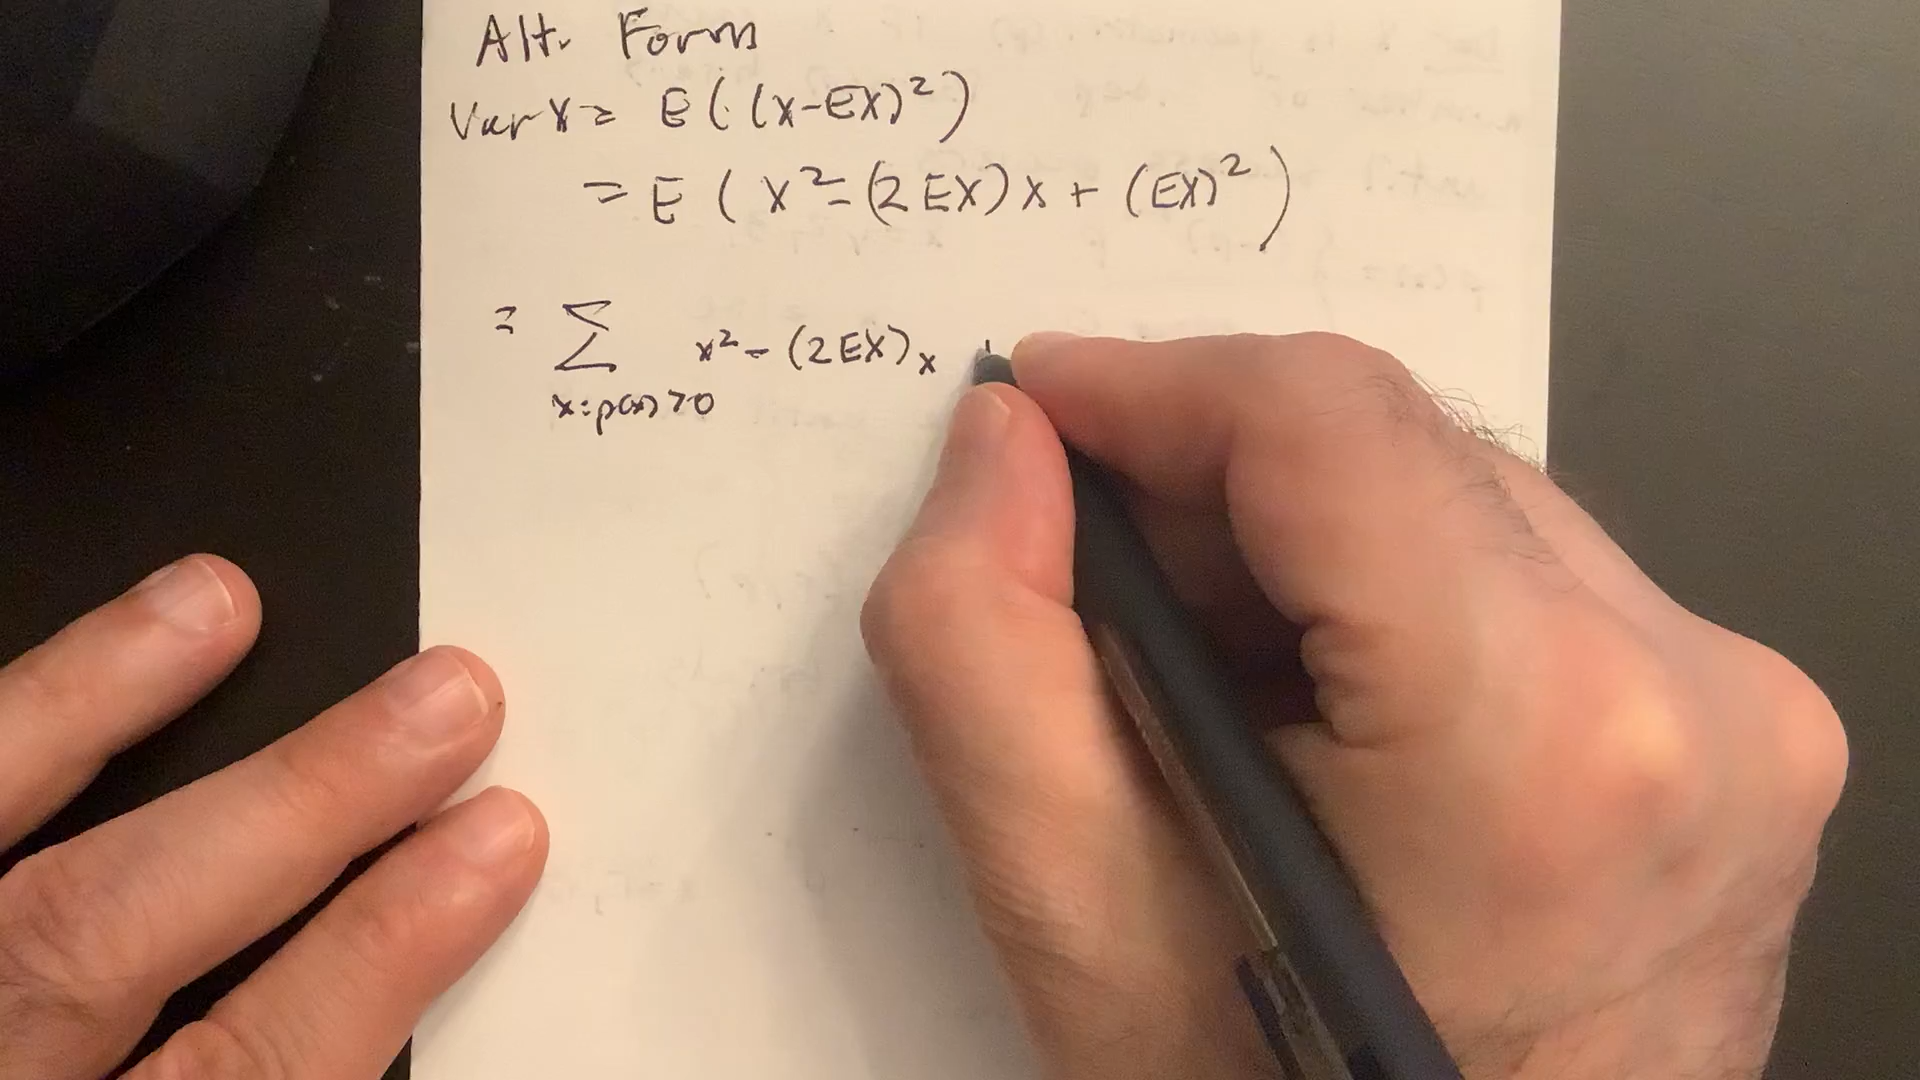 Alt. Form
Var X = E((X-EX)²)
= E(X² - (2EX)X + (EX)²)
= Σ x² - (2EX)x
x:p(x)>0